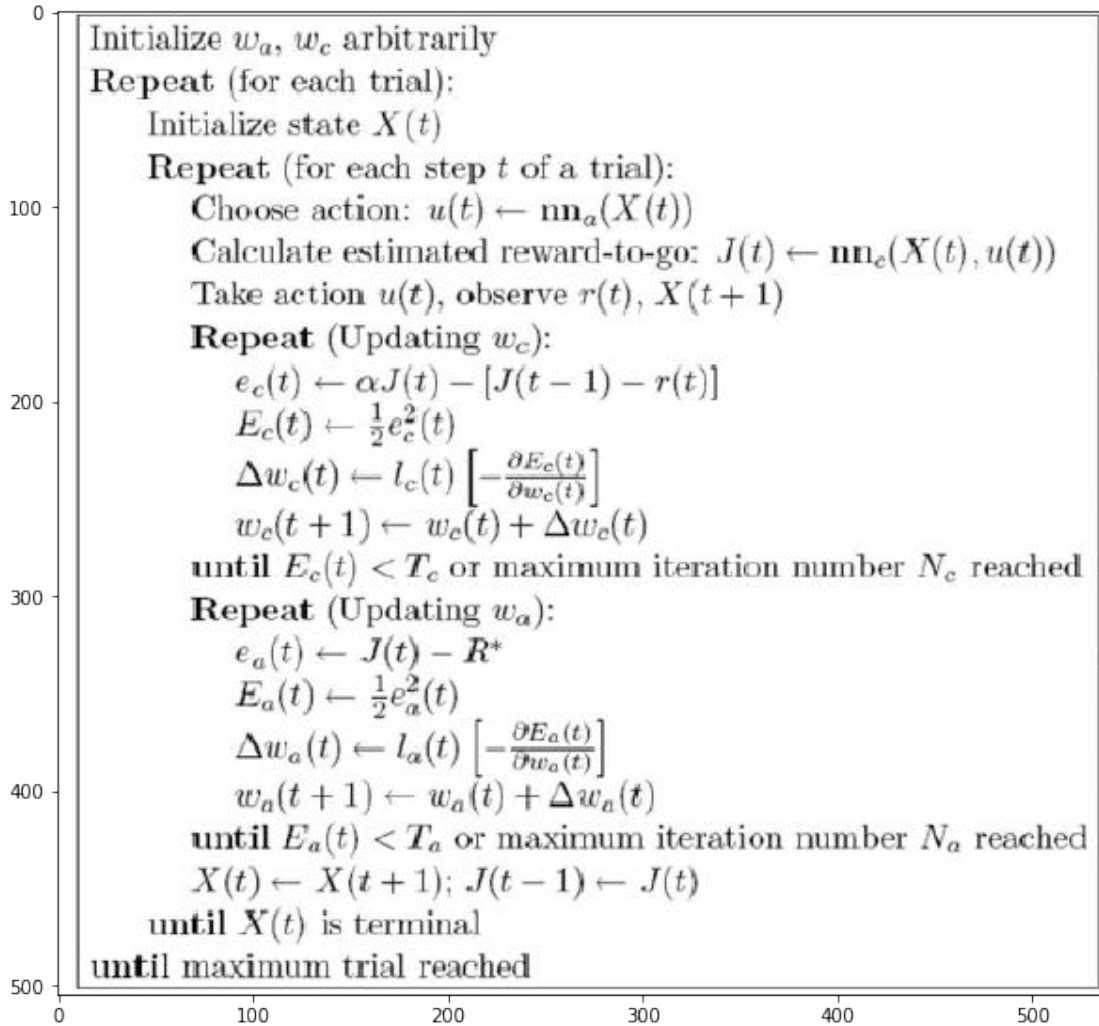 Initialize w_a, w_c arbitrarily
Repeat (for each trial):
Initialize state X(t)
Repeat (for each step t of a trial):
Choose action: u(t) ← nn_a(X(t))
Calculate estimated reward-to-go: J(t) ← nn_c(X(t), u(t))
Take action u(t), observe r(t), X(t + 1)
Repeat (Updating w_c):
e_c(t) ← αJ(t) − [J(t − 1) − r(t)]
E_c(t) ← ½e_c²(t)
Δw_c(t) ← l_c(t) [−∂E_c(t)/∂w_c(t)]
w_c(t + 1) ← w_c(t) + Δw_c(t)
until E_c(t) < T_c or maximum iteration number N_c reached
Repeat (Updating w_a):
e_a(t) ← J(t) − R*
E_a(t) ← ½e_a²(t)
Δw_a(t) ← l_a(t) [−∂E_a(t)/∂w_a(t)]
w_a(t + 1) ← w_a(t) + Δw_a(t)
until E_a(t) < T_a or maximum iteration number N_a reached
X(t) ← X(t + 1); J(t − 1) ← J(t)
until X(t) is terminal
until maximum trial reached
0
100
200
300
400
500
0 100 200 300 400 500